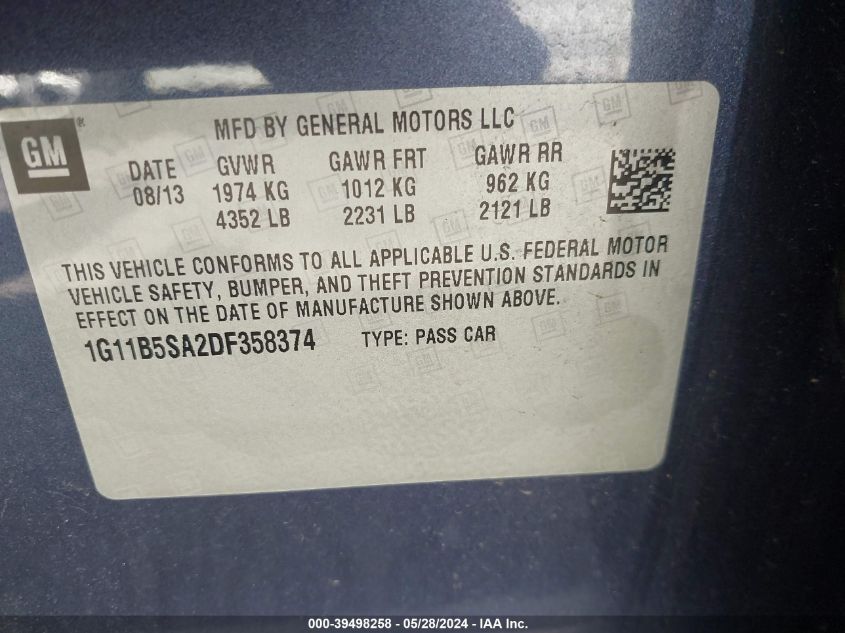 GM ®
MFD BY GENERAL MOTORS LLC
DATE GVWR GAWR FRT GAWR RR
08/13 1974 KG 1012 KG 962 KG
4352 LB 2231 LB 2121 LB
THIS VEHICLE CONFORMS TO ALL APPLICABLE U.S. FEDERAL MOTOR
VEHICLE SAFETY, BUMPER, AND THEFT PREVENTION STANDARDS IN
EFFECT ON THE DATE OF MANUFACTURE SHOWN ABOVE.
1G11B5SA2DF358374 TYPE: PASS CAR
000-39498258 - 05/28/2024 - IAA Inc.